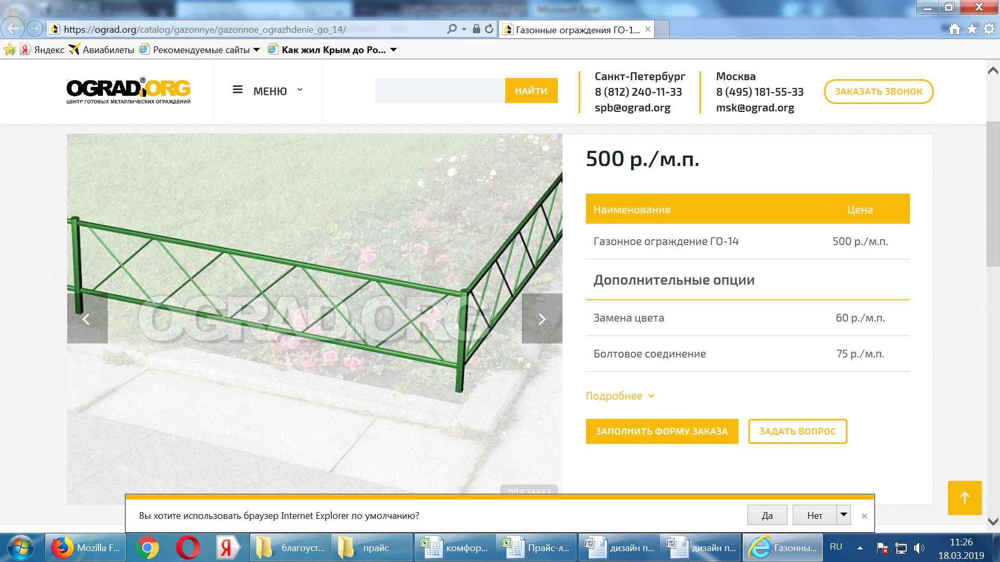 https://ograd.org/catalog/gazonnye/gazonnoe_ograzhdenie_go_14/
Газонные ограждения ГО-1...
Яндекс
Авиабилеты
Рекомендуемые сайты
Как жил Крым до Ро...
OGRAD.ORG®
ЦЕНТР ГОТОВЫХ МЕТАЛЛИЧЕСКИХ ОГРАЖДЕНИЙ
МЕНЮ
НАЙТИ
Санкт-Петербург
8 (812) 240-11-33
spb@ograd.org
Москва
8 (495) 181-55-33
msk@ograd.org
ЗАКАЗАТЬ ЗВОНОК
OGRAD.ORG
ПОД ЗАКАЗ
500 р./м.п.
Наименование Цена
Газонное ограждение ГО-14 500 р./м.п.
Дополнительные опции
Замена цвета 60 р./м.п.
Болтовое соединение 75 р./м.п.
Подробнее
ЗАПОЛНИТЬ ФОРМУ ЗАКАЗА
ЗАДАТЬ ВОПРОС
Вы хотите использовать браузер Internet Explorer по умолчанию?
Да
Нет
Mozilla F...
Я
благоуст...
прайс
комфор...
Прайс-л...
дизайн п...
дизайн п...
Газонны...
RU
11:26
18.03.2019